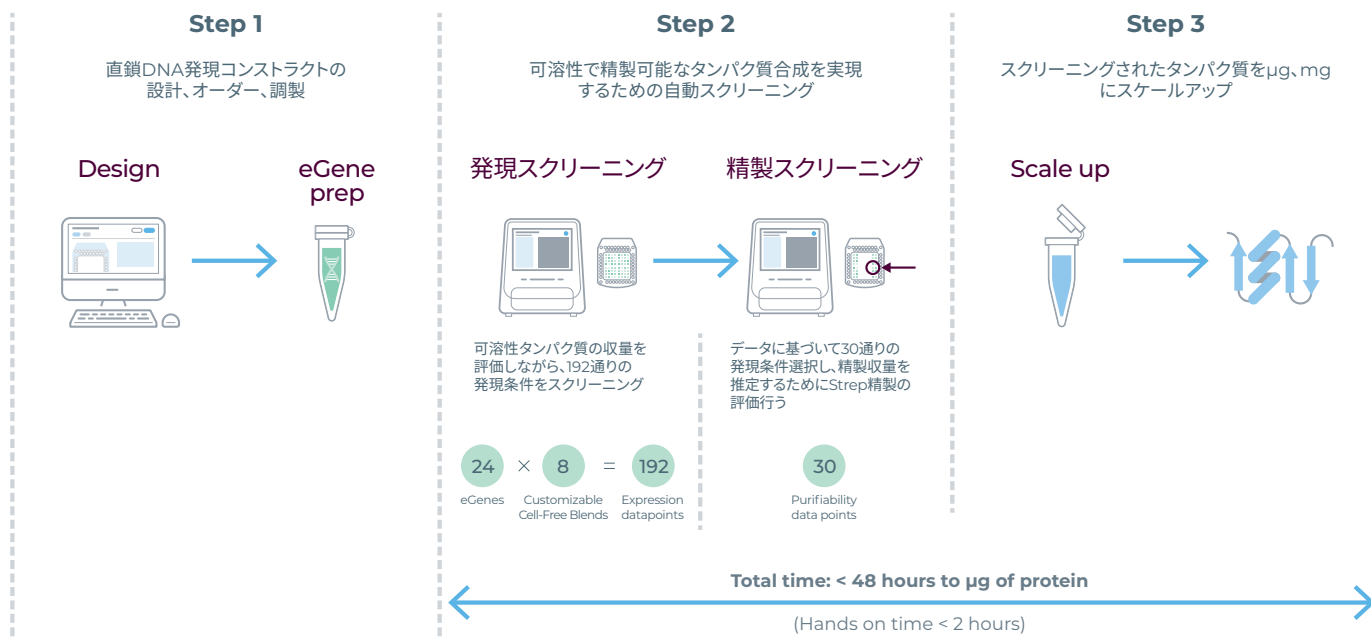 Step 1
直鎖DNA発現コンストラクトの
設計、オーダー、調製
Design
eGene
prep
Step 2
可溶性で精製可能なタンパク質合成を実現
するための自動スクリーニング
発現スクリーニング
可溶性タンパク質の収量を
評価しながら、192通りの
発現条件をスクリーニング
24 × 8 = 192
eGenes
Customizable
Cell-Free Blends
Expression
datapoints
精製スクリーニング
データに基づいて30通りの
発現条件選択し、精製収量を
推定するためにStrep精製の
評価行う
30
Purifiability
data points
Step 3
スクリーニングされたタンパク質をµg、mg
にスケールアップ
Scale up
Total time: < 48 hours to µg of protein
(Hands on time < 2 hours)